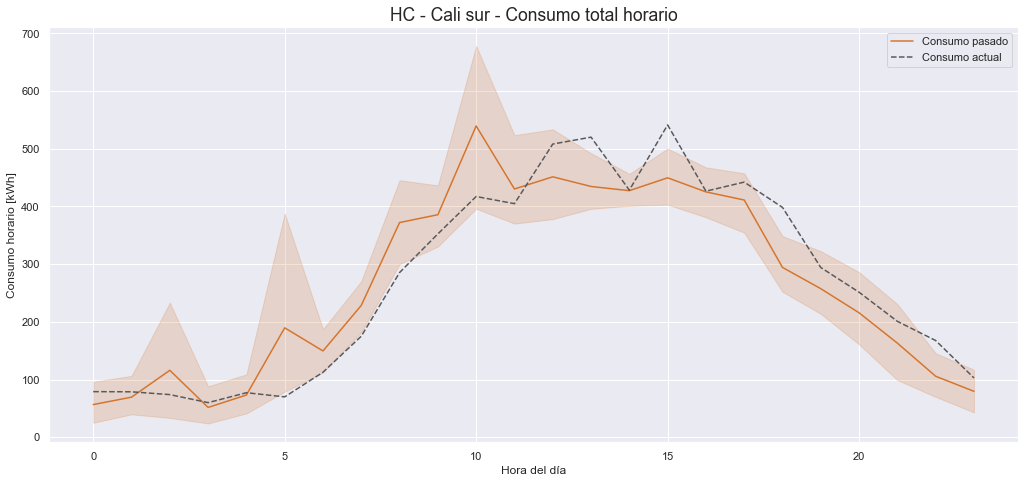 HC - Cali sur - Consumo total horario
Consumo pasado
Consumo actual
Consumo horario [kWh]
700
600
500
400
300
200
100
0
0 5 10 15 20
Hora del día